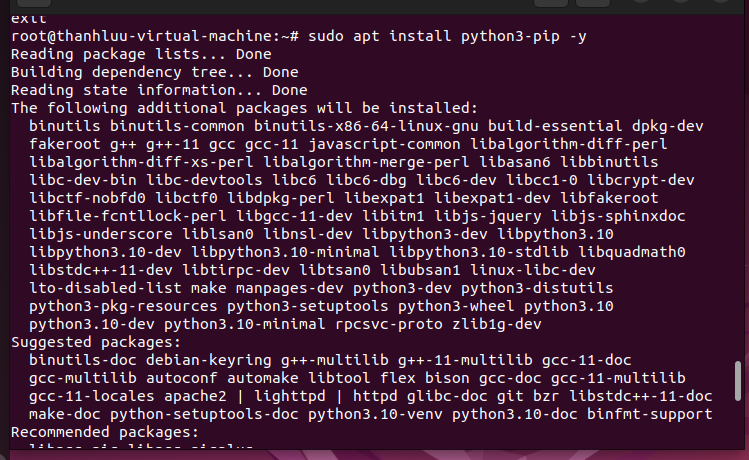 exit
root@thanhluu-virtual-machine:~# sudo apt install python3-pip -y
Reading package lists... Done
Building dependency tree... Done
Reading state information... Done
The following additional packages will be installed:
  binutils binutils-common binutils-x86-64-linux-gnu build-essential dpkg-dev
  fakeroot g++ g++-11 gcc gcc-11 javascript-common libalgorithm-diff-perl
  libalgorithm-diff-xs-perl libalgorithm-merge-perl libasan6 libbinutils
  libc-dev-bin libc-devtools libc6 libc6-dbg libc6-dev libcc1-0 libcrypt-dev
  libctf-nobfd0 libctf0 libdpkg-perl libexpat1 libexpat1-dev libfakeroot
  libfile-fcntllock-perl libgcc-11-dev libitm1 libjs-jquery libjs-sphinxdoc
  libjs-underscore liblsan0 libnsl-dev libpython3-dev libpython3.10
  libpython3.10-dev libpython3.10-minimal libpython3.10-stdlib libquadmath0
  libstdc++-11-dev libtirpc-dev libtsan0 libubsan1 linux-libc-dev
  lto-disabled-list make manpages-dev python3-dev python3-distutils
  python3-pkg-resources python3-setuptools python3-wheel python3.10
  python3.10-dev python3.10-minimal rpcsvc-proto zlib1g-dev
Suggested packages:
  binutils-doc debian-keyring g++-multilib g++-11-multilib gcc-11-doc
  gcc-multilib autoconf automake libtool flex bison gcc-doc gcc-11-multilib
  gcc-11-locales apache2 | lighttpd | httpd glibc-doc git bzr libstdc++-11-doc
  make-doc python-setuptools-doc python3.10-venv python3.10-doc binfmt-support
Recommended packages: